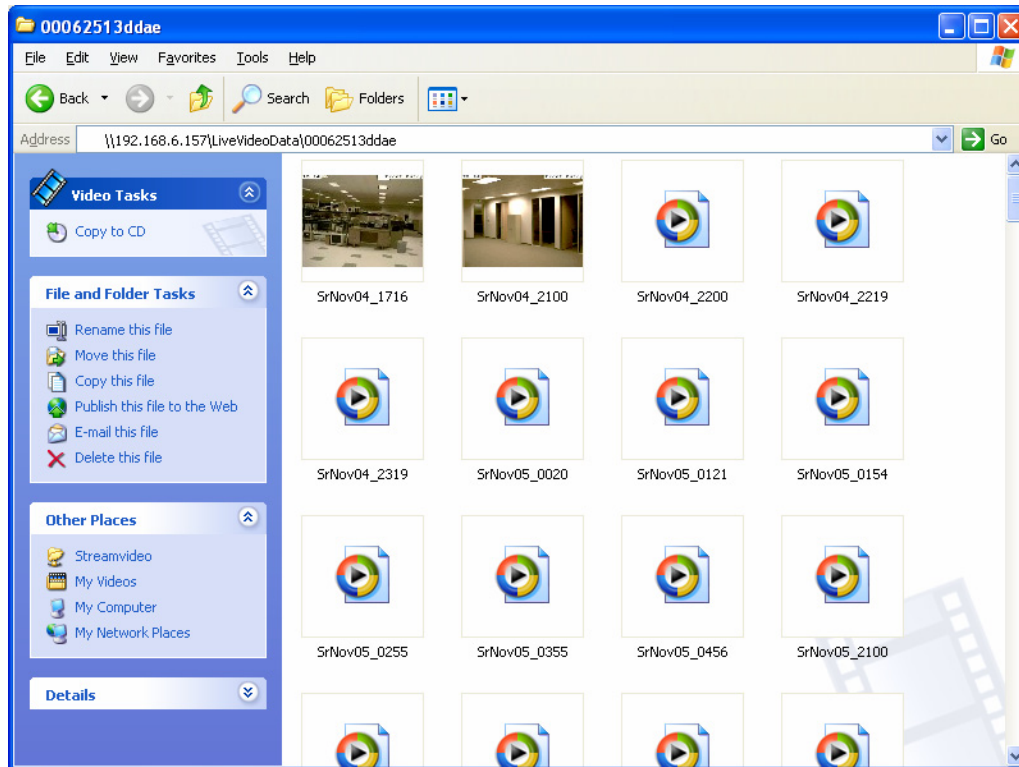 00062513ddae
File Edit View Favorites Tools Help
Back Search Folders
Address \\192.168.6.157\LiveVideoData\00062513ddae Go
Video Tasks
Copy to CD
File and Folder Tasks
Rename this file
Move this file
Copy this file
Publish this file to the Web
E-mail this file
Delete this file
Other Places
Streamvideo
My Videos
My Computer
My Network Places
Details
SrNov04_1716 SrNov04_2100 SrNov04_2200 SrNov04_2219
SrNov04_2319 SrNov05_0020 SrNov05_0121 SrNov05_0154
SrNov05_0255 SrNov05_0355 SrNov05_0456 SrNov05_2100